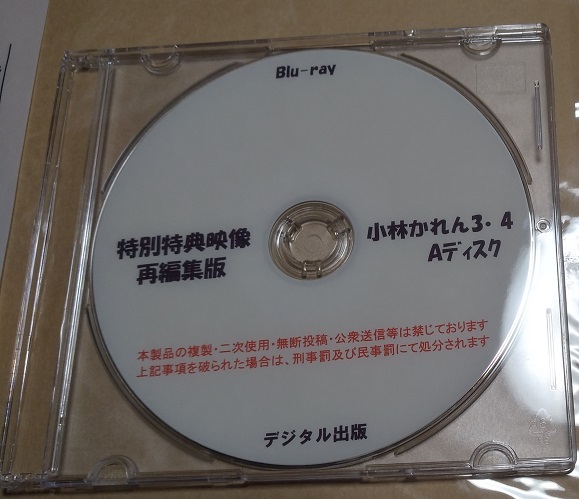 Blu-ray
特別特典映像
再編集版
小林かれん3・4
Aディスク
本製品の複製・二次使用・無断投稿・公衆送信等は禁じております
上記事項を破られた場合は、刑事罰及び民事罰にて処分されます
デジタル出版